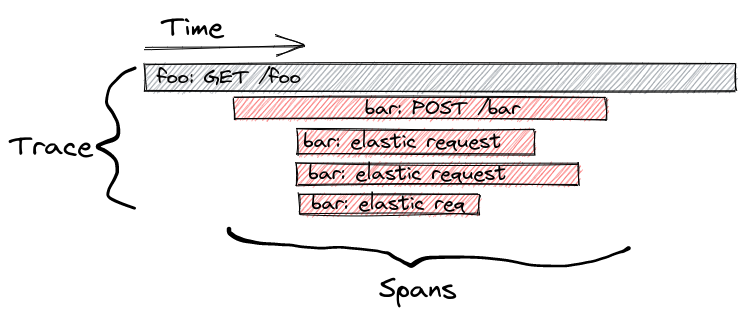 Time
foo: GET /foo
bar: POST /bar
Trace
bar: elastic request
bar: elastic request
bar: elastic req
Spans